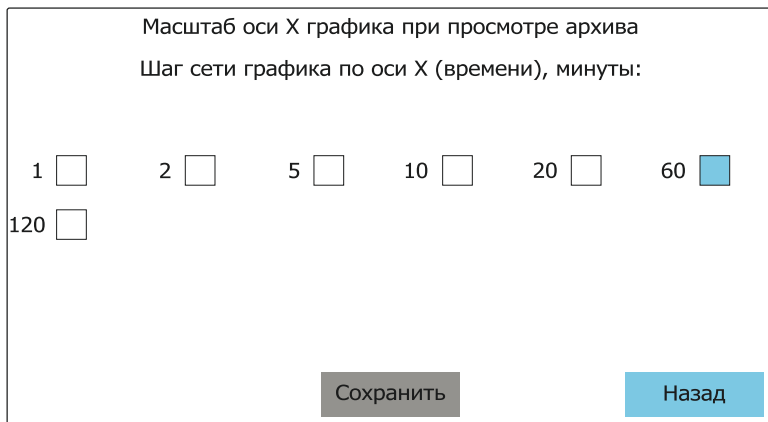 Масштаб оси X графика при просмотре архива
Шаг сети графика по оси X (времени), минуты:
1 2 5 10 20 60
120
Сохранить Назад